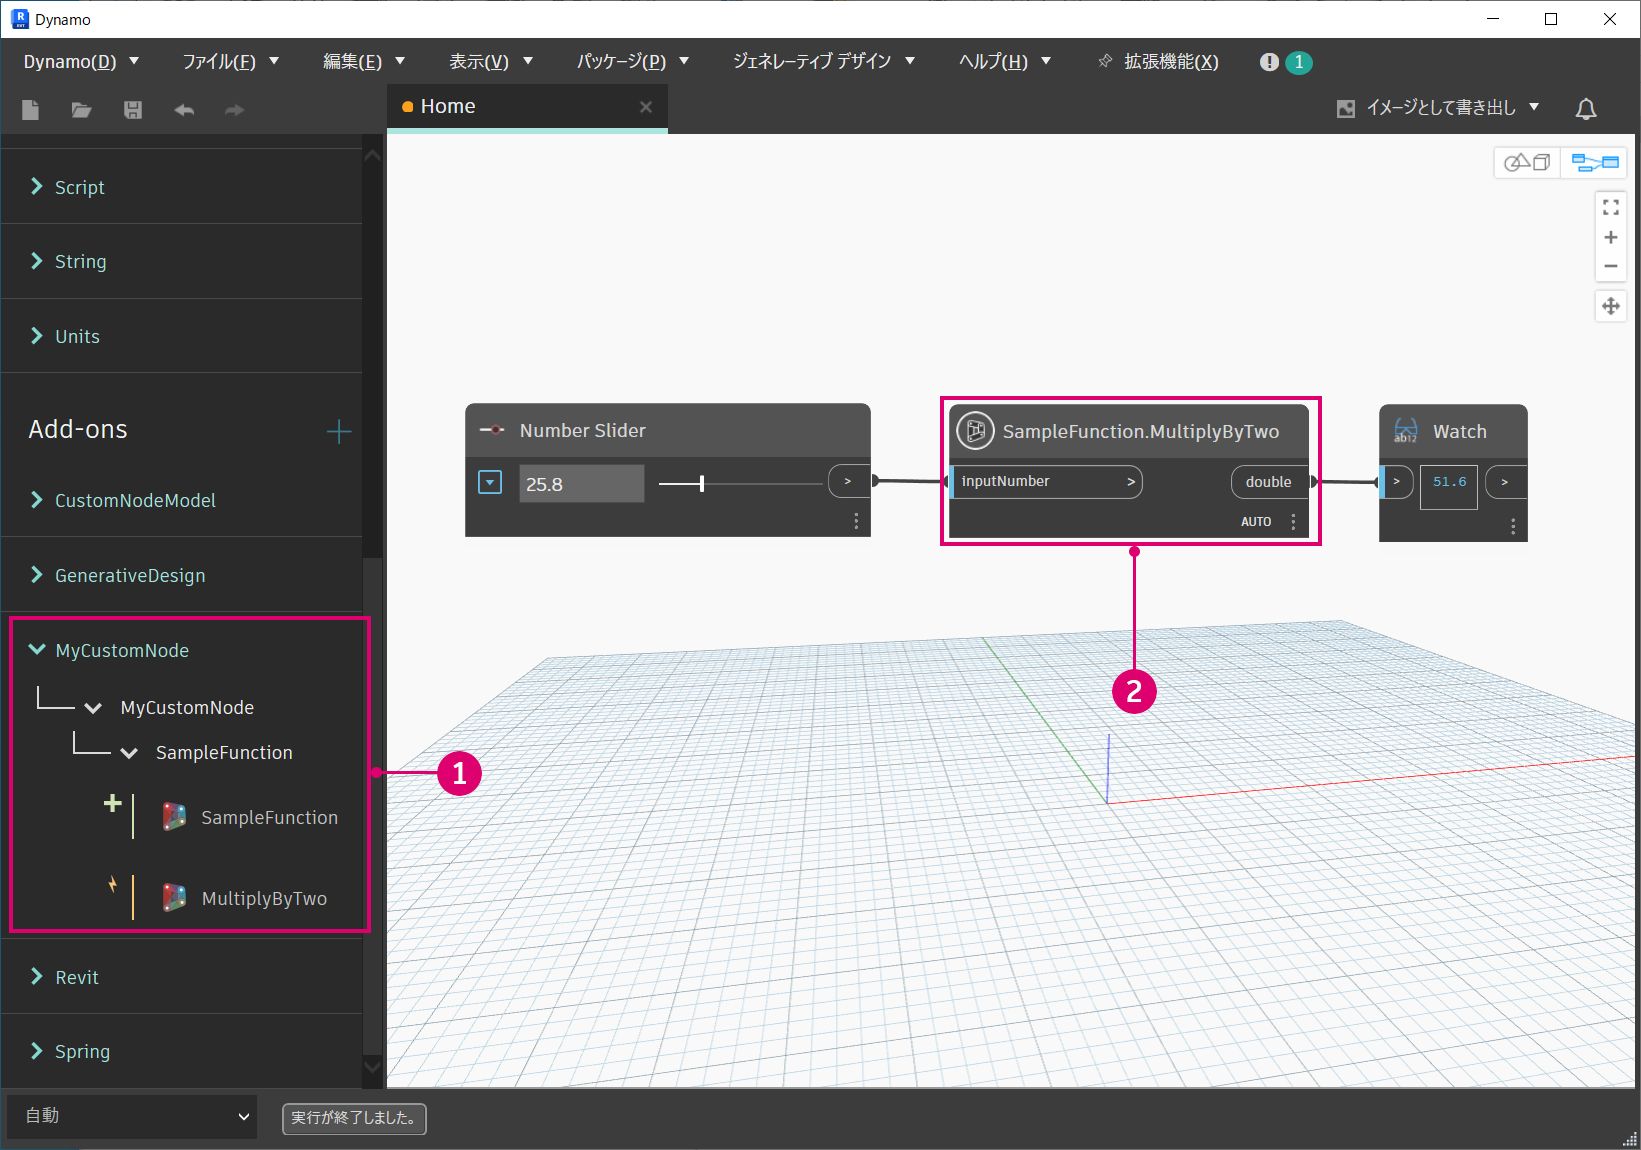 Dynamo
Dynamo(D) ファイル(F) 編集(E) 表示(V) パッケージ(P) ジェネレーティブ デザイン ヘルプ(H) 拡張機能(X) 1
Home
イメージとして書き出し
Script
String
Units
Add-ons
CustomNodeModel
GenerativeDesign
MyCustomNode
MyCustomNode
SampleFunction
SampleFunction
MultiplyByTwo
Revit
Spring
1
Number Slider
25.8
>
SampleFunction.MultiplyByTwo
inputNumber >
double
AUTO
2
ab12
Watch
> 51.6 >
自動
実行が終了しました。